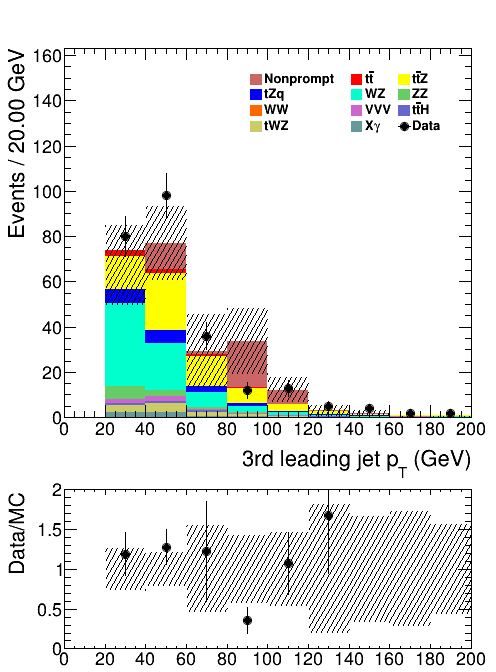 Events / 20.00 GeV
160
140
120
100
80
60
40
20
0
Nonprompt tt̄ tt̄Z
tZq WZ ZZ
WW VVV tt̄H
tWZ Xγ Data
0 20 40 60 80 100 120 140 160 180 200
3rd leading jet p_T (GeV)
Data/MC
2
1.5
1
0.5
0
0 20 40 60 80 100 120 140 160 180 200